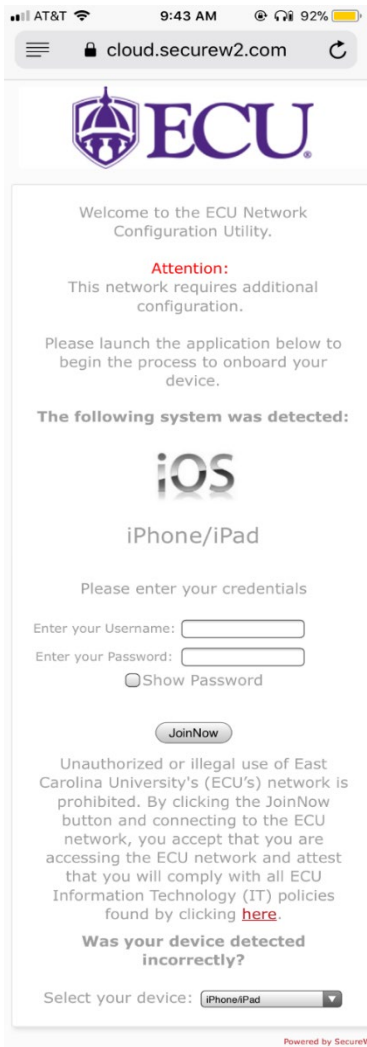 AT&T 9:43 AM 92%
cloud.securew2.com
ECU
Welcome to the ECU Network
Configuration Utility.
Attention:
This network requires additional
configuration.
Please launch the application below to
begin the process to onboard your
device.
The following system was detected:
iOS
iPhone/iPad
Please enter your credentials
Enter your Username:
Enter your Password:
Show Password
JoinNow
Unauthorized or illegal use of East
Carolina University's (ECU's) network is
prohibited. By clicking the JoinNow
button and connecting to the ECU
network, you accept that you are
accessing the ECU network and attest
that you will comply with all ECU
Information Technology (IT) policies
found by clicking here.
Was your device detected
incorrectly?
Select your device: iPhone/iPad
Powered by SecureW